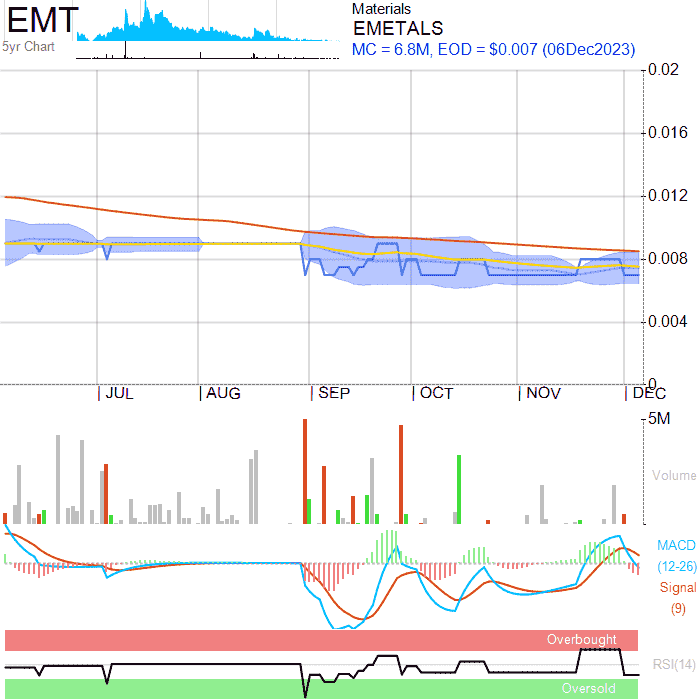 EMT
5yr Chart
Materials
EMETALS
MC = 6.8M, EOD = $0.007 (06Dec2023)
0.02
0.016
0.012
0.008
0.004
0
JUL
AUG
SEP
OCT
NOV
DEC
5M
Volume
MACD
(12-26)
Signal
(9)
Overbought
RSI(14)
Oversold